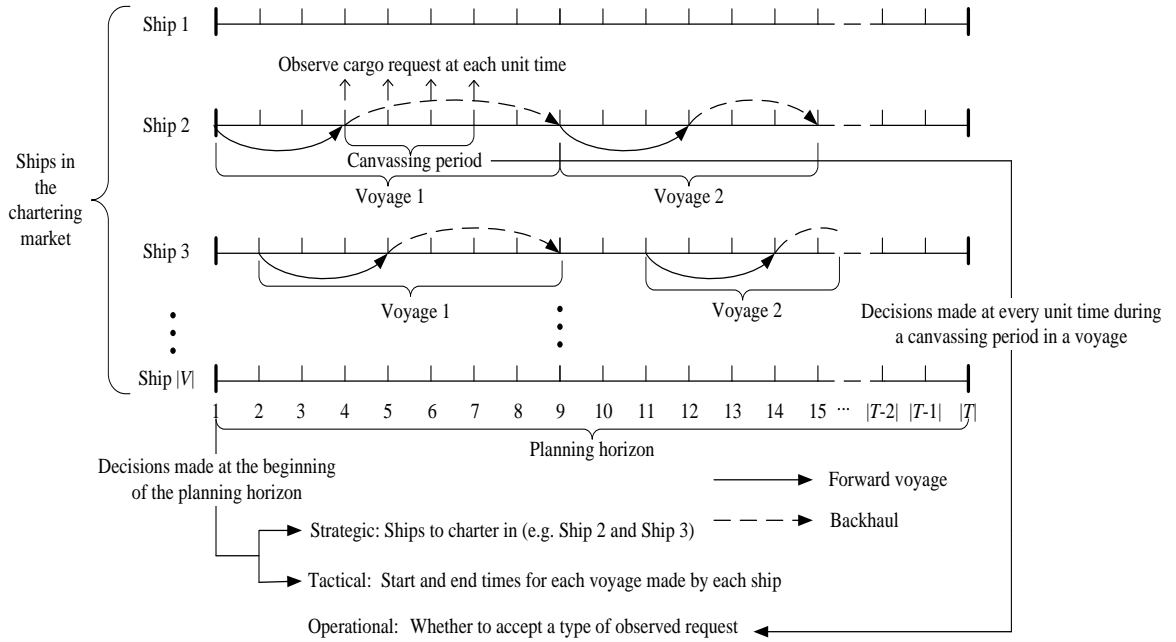 Ship 1
Observe cargo request at each unit time
Ship 2
Canvassing period
Voyage 1
Voyage 2
Ships in
the
chartering
market
Ship 3
Voyage 1
Voyage 2
Decisions made at every unit time during
a canvassing period in a voyage
Ship |V|
1 2 3 4 5 6 7 8 9 10 11 12 13 14 15 ... |T-2| |T-1| |T|
Planning horizon
Decisions made at the beginning
of the planning horizon
Forward voyage
Backhaul
Strategic: Ships to charter in (e.g. Ship 2 and Ship 3)
Tactical: Start and end times for each voyage made by each ship
Operational: Whether to accept a type of observed request